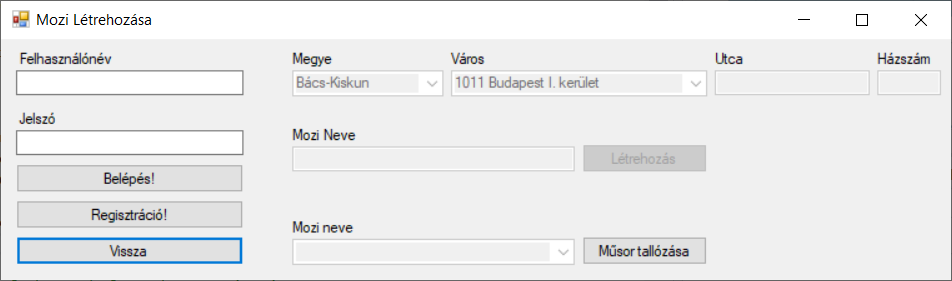 Mozi Létrehozása
Felhasználónév
Megye
Város
Utca
Házszám
Bács-Kiskun
1011 Budapest I. kerület
Jelszó
Mozi Neve
Létrehozás
Belépés!
Regisztráció!
Mozi neve
Vissza
Műsor tallózása